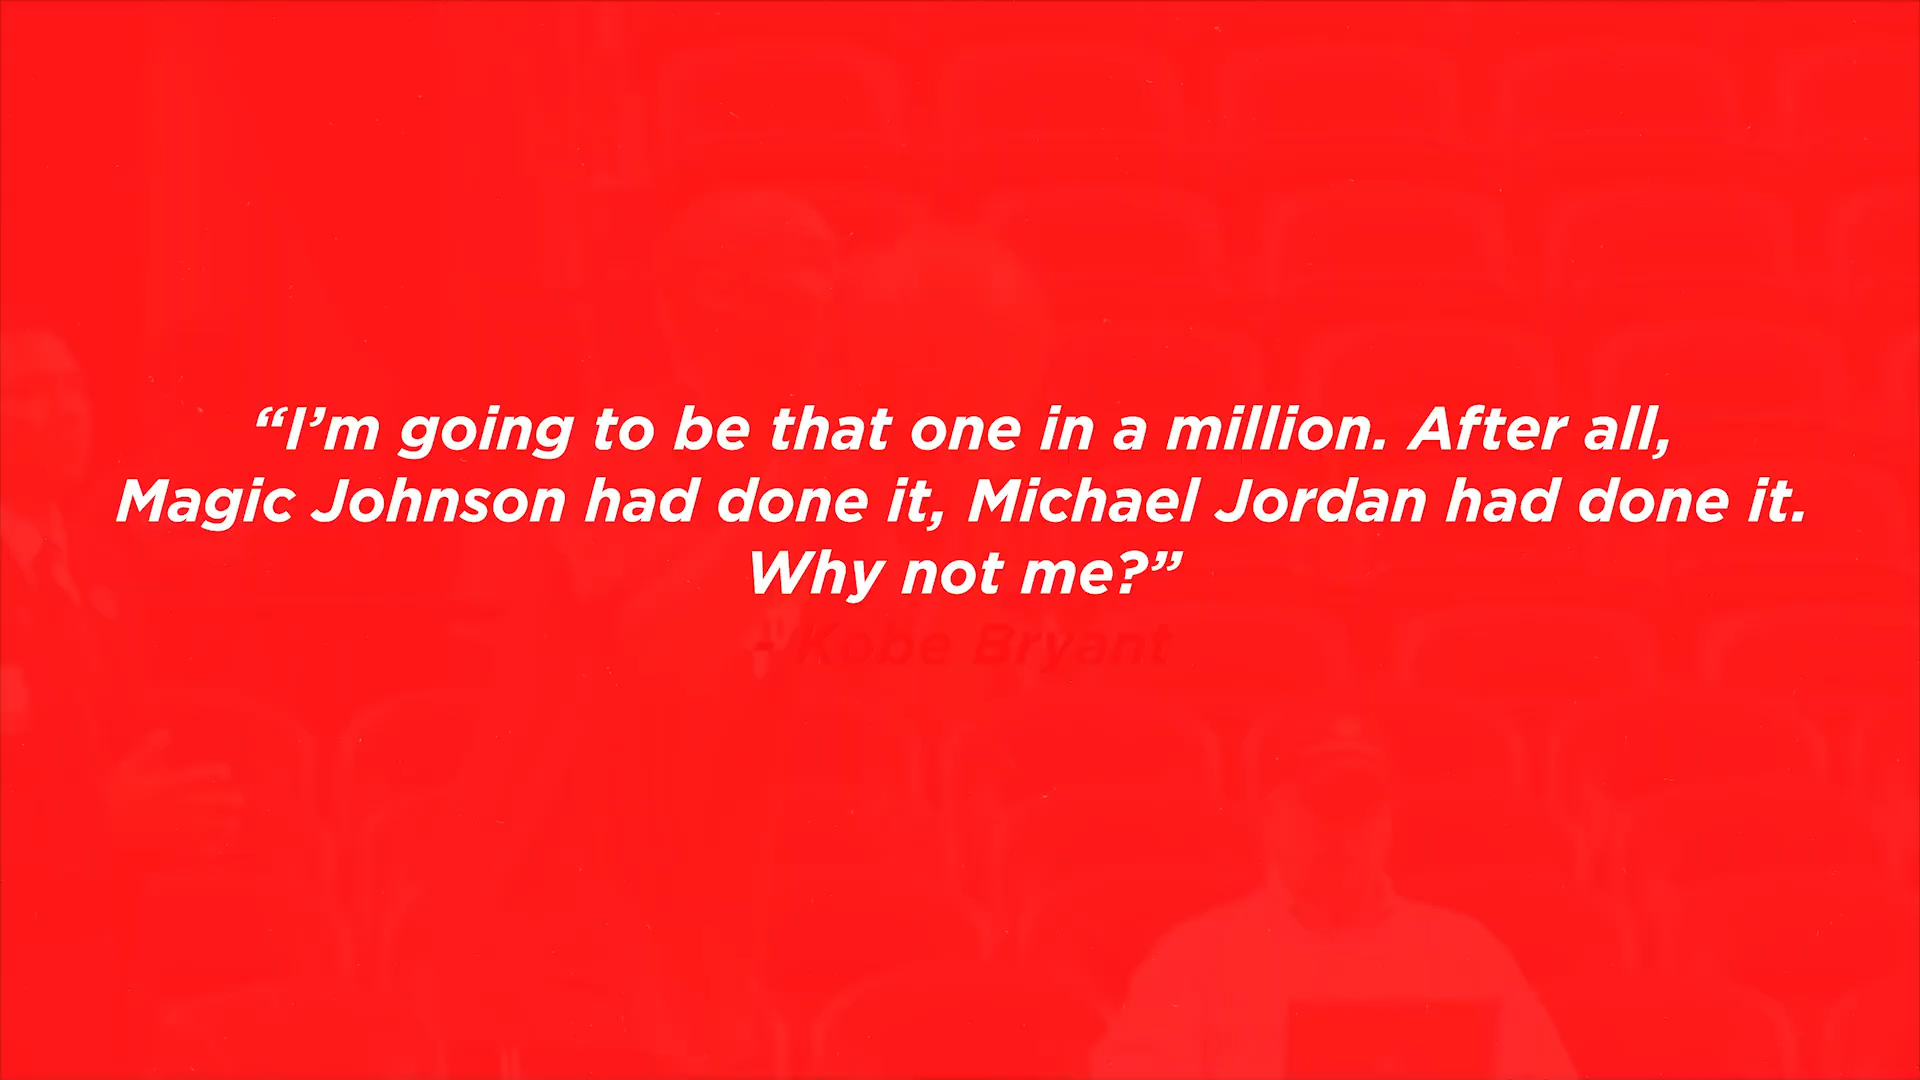 “I’m going to be that one in a million. After all,
Magic Johnson had done it, Michael Jordan had done it.
Why not me?”
- Kobe Bryant